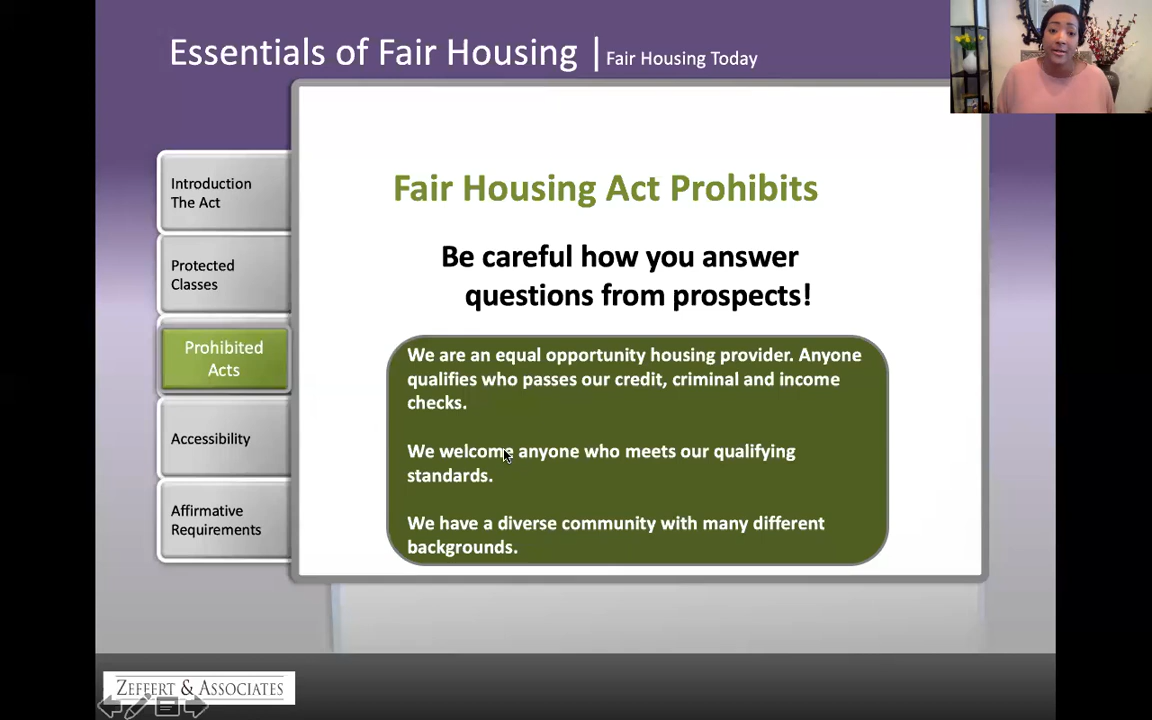 Essentials of Fair Housing | Fair Housing Today
Introduction
The Act
Protected
Classes
Prohibited
Acts
Accessibility
Affirmative
Requirements
Fair Housing Act Prohibits
Be careful how you answer
questions from prospects!
We are an equal opportunity housing provider. Anyone
qualifies who passes our credit, criminal and income
checks.
We welcome anyone who meets our qualifying
standards.
We have a diverse community with many different
backgrounds.
ZEFFERT & ASSOCIATES